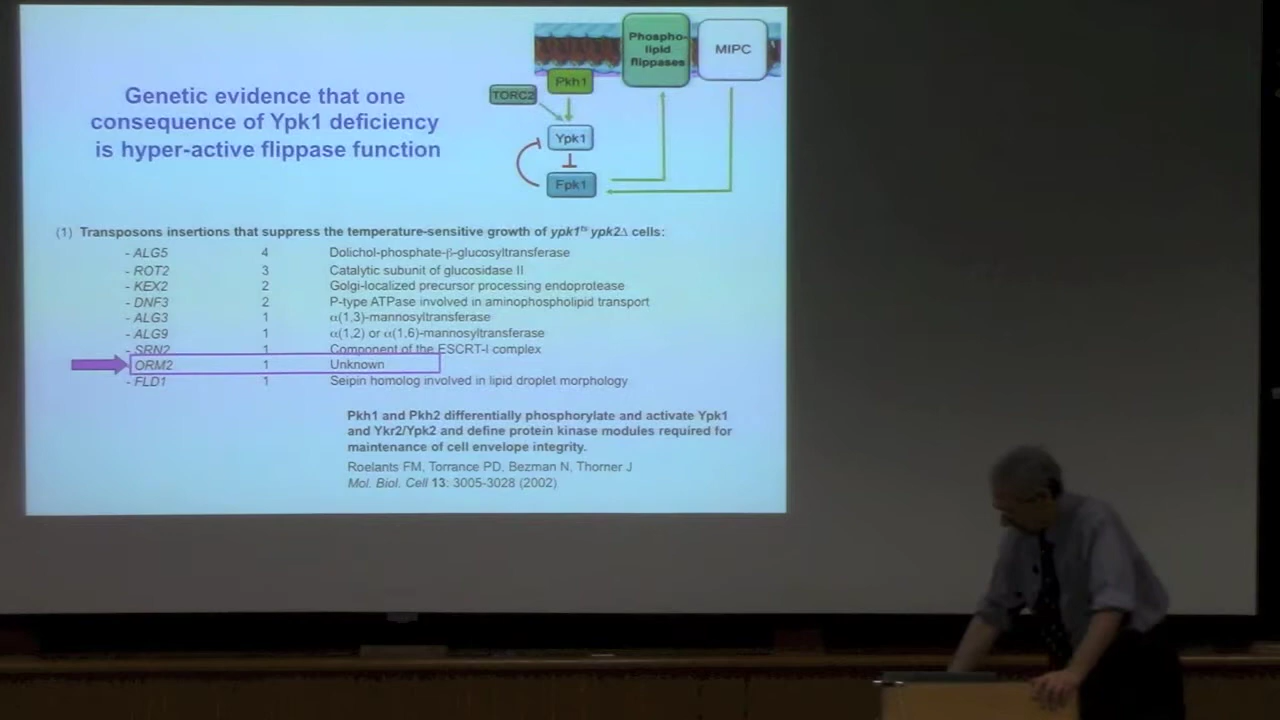 Phospho-
lipid
flippases
MIPC
Pkh1
TORC2
Ypk1
Fpk1
Genetic evidence that one
consequence of Ypk1 deficiency
is hyper-active flippase function
(1) Transposons insertions that suppress the temperature-sensitive growth of ypk1ts ypk2Δ cells:
- ALG5 4 Dolichol-phosphate-β-glucosyltransferase
- ROT2 3 Catalytic subunit of glucosidase II
- KEX2 2 Golgi-localized precursor processing endoprotease
- DNF3 2 P-type ATPase involved in aminophospholipid transport
- ALG3 1 α(1,3)-mannosyltransferase
- ALG9 1 α(1,2) or α(1,6)-mannosyltransferase
- SRN2 1 Component of the ESCRT-I complex
ORM2 1 Unknown
- FLD1 1 Seipin homolog involved in lipid droplet morphology
Pkh1 and Pkh2 differentially phosphorylate and activate Ypk1
and Ykr2/Ypk2 and define protein kinase modules required for
maintenance of cell envelope integrity.
Roelants FM, Torrance PD, Bezman N, Thorner J
Mol. Biol. Cell 13: 3005-3028 (2002)